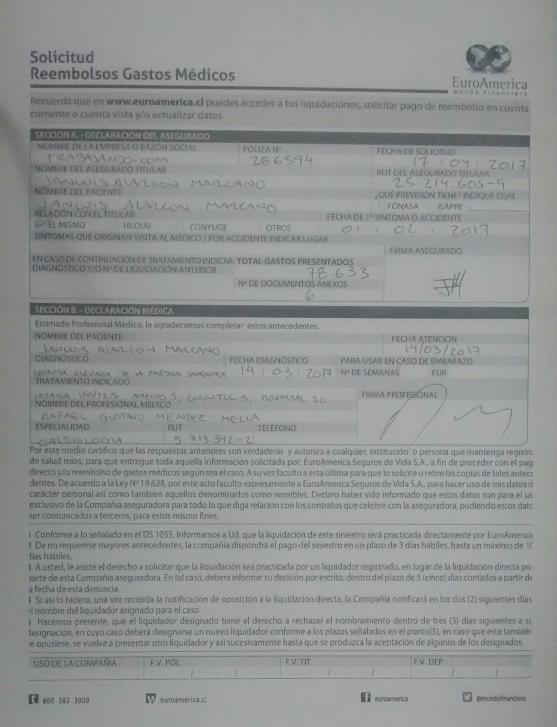 Solicitud
Reembolsos Gastos Médicos
EuroAmerica
mundo financiero
Recuerda que en www.euroamerica.cl puedes acceder a tus liquidaciones, solicitar pago de reembolso en cuenta
corriente o cuenta vista y/o actualizar datos.
SECCIÓN A.- DECLARACIÓN DEL ASEGURADO
NOMBRE DE LA EMPRESA O RAZÓN SOCIAL POLIZA Nº FECHA DE SOLICITUD
TRABAJANDO.COM 286594 17 / 04 / 2017
NOMBRE DEL ASEGURADO TITULAR RUT DEL ASEGURADO TITULAR
JANLUIS ALARCON MARCANO 25 214.605-9
NOMBRE DEL PACIENTE ¿QUE PREVISIÓN TIENE? INDIQUE CUAL
JANLUIS ALARCON MARCANO FONASA ISAPRE
RELACIÓN CON EL TITULAR FECHA DE 1º SINTOMA O ACCIDENTE
EL MISMO HIJO(A) CONYUGE OTROS 01 / 02 / 2017
SINTOMAS QUE ORIGINAN VISITA AL MÉDICO / POR ACCIDENTE INDICAR LUGAR
FIRMA ASEGURADO
EN CASO DE CONTINUACIÓN DE TRATAMIENTO INDICAR: TOTAL GASTOS PRESENTADOS
DIAGNÓSTICO Y/O Nº DE LIQUIDACIÓN ANTERIOR 78 633
Nº DE DOCUMENTOS ANEXOS
6
SECCIÓN B.- DECLARACIÓN MÉDICA
Estimado Profesional Médico, le agradecemos completar estos antecedentes.
NOMBRE DEL PACIENTE FECHA ATENCIÓN
JANLUIS ALARCON MARCANO 14/03/2017
DIAGNÓSTICO FECHA DIAGNÓSTICO PARA USAR EN CASO DE EMBARAZO
LECTURA ELEVADA DE LA PRESION SANGUINEA 14 / 03 / 2017 Nº DE SEMANAS FUR
TRATAMIENTO INDICADO
150/12.5 5, 20 FIRMA PROFESIONAL
NOMBRE DEL PROFESIONAL MÉDICO
RAFAEL GUSTAVO MENDEZ MELLA
ESPECIALIDAD RUT TELÉFONO
CARDIOLOGIA 5.713342-2
Por este medio certifico que las respuestas anteriores son verdaderas y autorizo a cualquier, institución o persona que mantenga registro
de salud míos, para que entregue toda aquella información solicitada por: EuroAmerica Seguros de Vida S.A., a fin de proceder con el pag
directo y/o reembolso de gastos médicos según sea el caso. A su vez faculto a esta última para que lo solicite o retire las copias de tales antece
dentes. De acuerdo a la Ley Nº 19.628, por este acto faculto expresamente a EuroAmerica Seguros de Vida S.A., para hacer uso de mis datos d
carácter personal así como también aquellos denominados como sensibles. Declaro haber sido informado que estos datos son para el us
exclusivo de la Compañía aseguradora para todo lo que diga relación con los contratos que celebre con la aseguradora, pudiendo estos dato
ser comunicados a terceros, para estos mismo fines.
Conforme a lo señalado en el DS 1055, Informamos a Ud. que la liquidación de este siniestro será practicada directamente por EuroAmerica
De no requerirse mayores antecedentes, la compañía dispondrá el pago del siniestro en un plazo de 3 días hábiles, hasta un máximo de 10
días hábiles.
A usted, le asiste el derecho a solicitar que la liquidación sea practicada por un liquidador registrado, en lugar de la liquidación directa po
parte de esta Compañía aseguradora. En tal caso, debera informar su decisión por escrito, dentro del plazo de 5 (cinco) días contados a partir de
a fecha de esta denuncia.
Si así lo hiciera, una vez recibida la notificación de oposición a la liquidación directa, la Compañía notificará en los dos (2) siguientes días
el nombre del liquidador asignado para el caso.
Hacemos presente, que el liquidador designado tiene el derecho a rechazar el nombramiento dentro de tres (3) días siguientes a su
designación, en cuyo caso deberá designarse un nuevo liquidador conforme a los plazos señalados en el punto(3), en caso que este tambié
e opusiese, se vuelve a presentar otro liquidador y así sucesivamente hasta que se produzca la aceptación de algunos de los designados.
USO DE LA COMPAÑÍA F.V. POL F.V. TIT F.V. DEP
/ / / / / /
600 582 3000 euroamerica.cl euroamerica @mundofinanciero